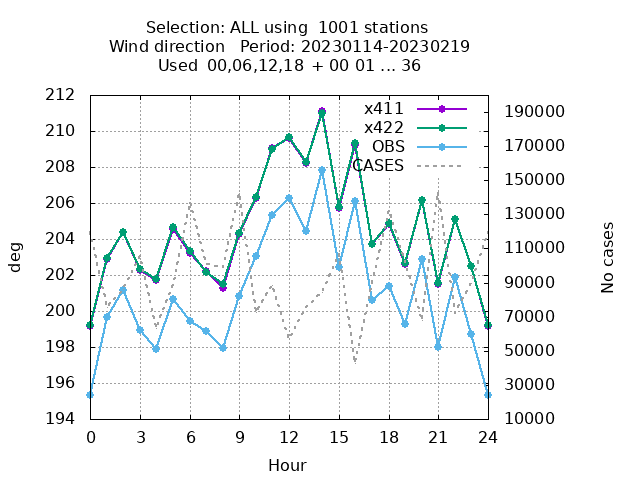 Selection: ALL using  1001 stations
Wind direction   Period: 20230114-20230219
Used  00,06,12,18  + 00 01 ... 36
212
210
208
206
204
202
200
198
196
194
deg
x411
x422
OBS
CASES
190000
170000
150000
130000
110000
90000
70000
50000
30000
10000
No cases
0 3 6 9 12 15 18 21 24
Hour